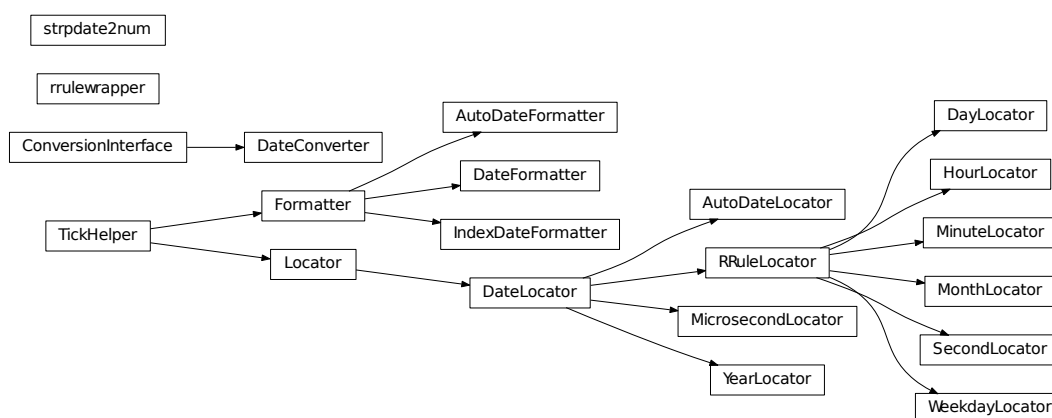 strpdate2num
rrulewrapper
ConversionInterface
DateConverter
TickHelper
Formatter
Locator
AutoDateFormatter
DateFormatter
IndexDateFormatter
DateLocator
AutoDateLocator
RRuleLocator
MicrosecondLocator
YearLocator
DayLocator
HourLocator
MinuteLocator
MonthLocator
SecondLocator
WeekdayLocator